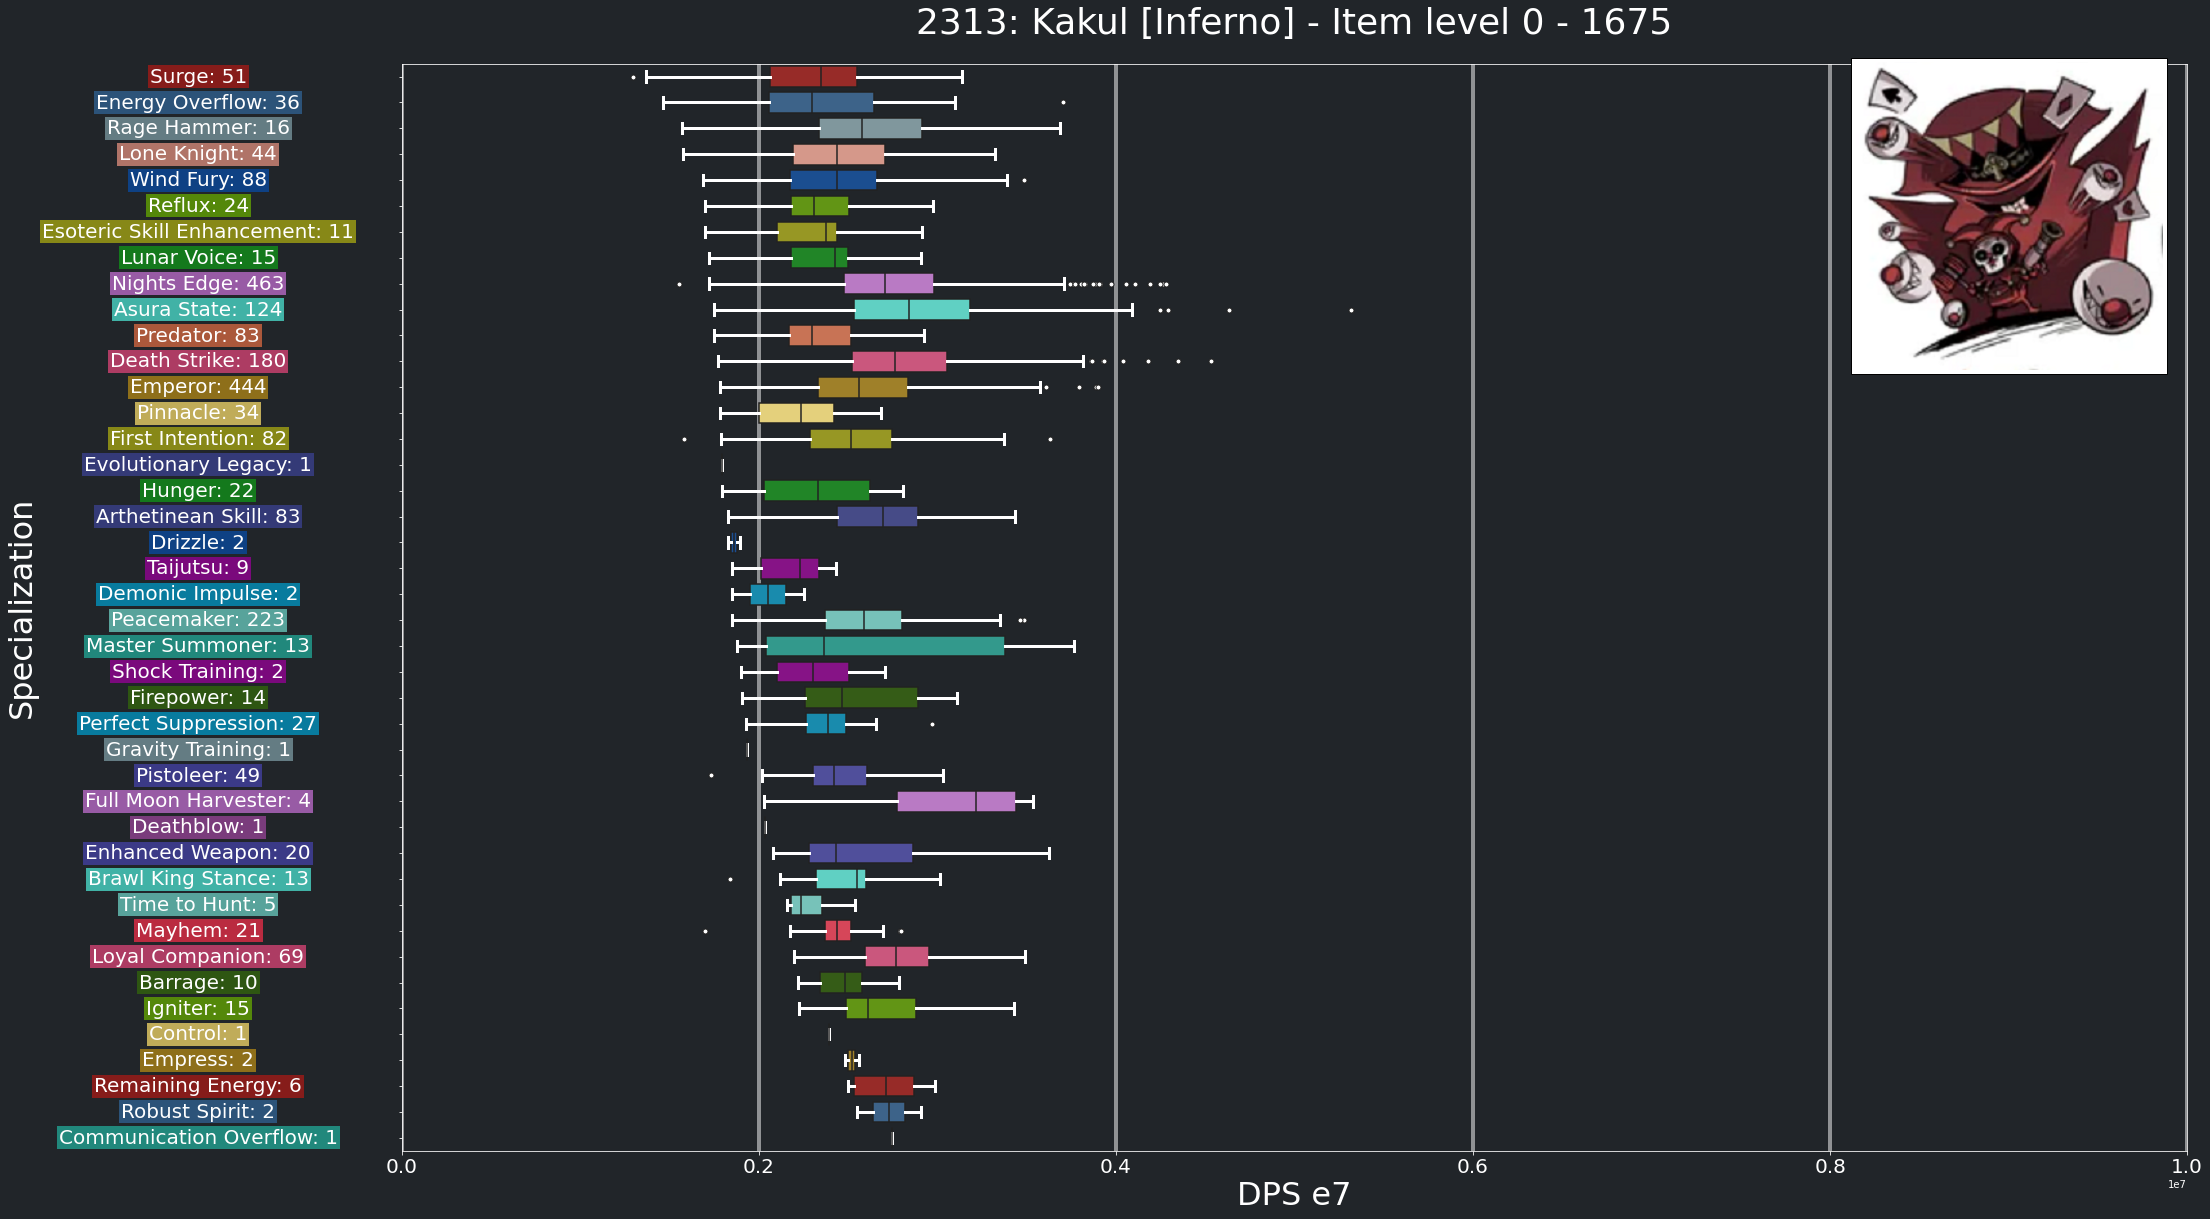 2313: Kakul [Inferno] - Item level 0 - 1675
Specialization
Surge: 51
Energy Overflow: 36
Rage Hammer: 16
Lone Knight: 44
Wind Fury: 88
Reflux: 24
Esoteric Skill Enhancement: 11
Lunar Voice: 15
Nights Edge: 463
Asura State: 124
Predator: 83
Death Strike: 180
Emperor: 444
Pinnacle: 34
First Intention: 82
Evolutionary Legacy: 1
Hunger: 22
Arthetinean Skill: 83
Drizzle: 2
Taijutsu: 9
Demonic Impulse: 2
Peacemaker: 223
Master Summoner: 13
Shock Training: 2
Firepower: 14
Perfect Suppression: 27
Gravity Training: 1
Pistoleer: 49
Full Moon Harvester: 4
Deathblow: 1
Enhanced Weapon: 20
Brawl King Stance: 13
Time to Hunt: 5
Mayhem: 21
Loyal Companion: 69
Barrage: 10
Igniter: 15
Control: 1
Empress: 2
Remaining Energy: 6
Robust Spirit: 2
Communication Overflow: 1
0.0 0.2 0.4 0.6 0.8 1.0
1e7
DPS e7